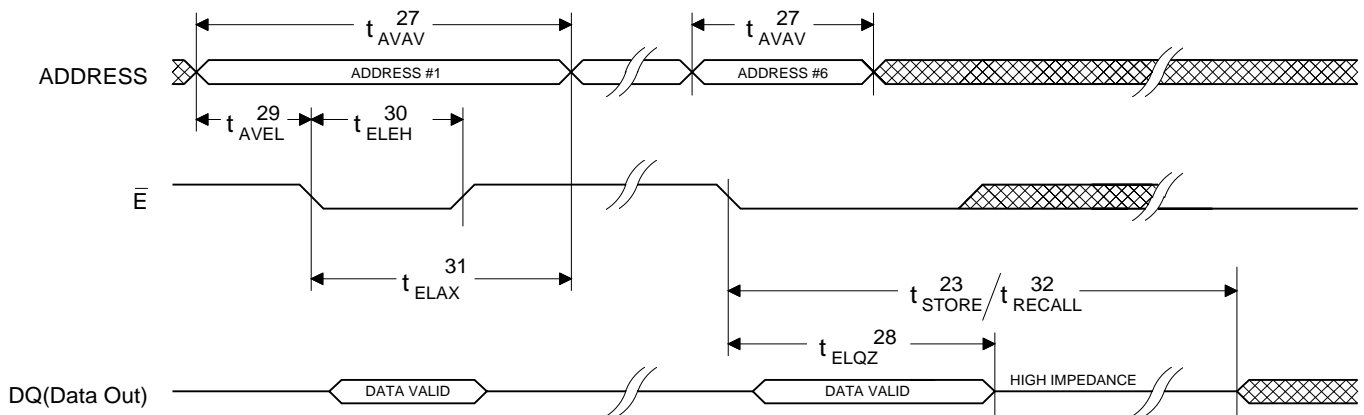 27 27
t AVAV t AVAV
ADDRESS ADDRESS #1 ADDRESS #6
29 30
t AVEL t ELEH
E
31
t ELAX
23 32
t STORE / t RECALL
28
t ELQZ
DQ(Data Out) DATA VALID DATA VALID HIGH IMPEDANCE